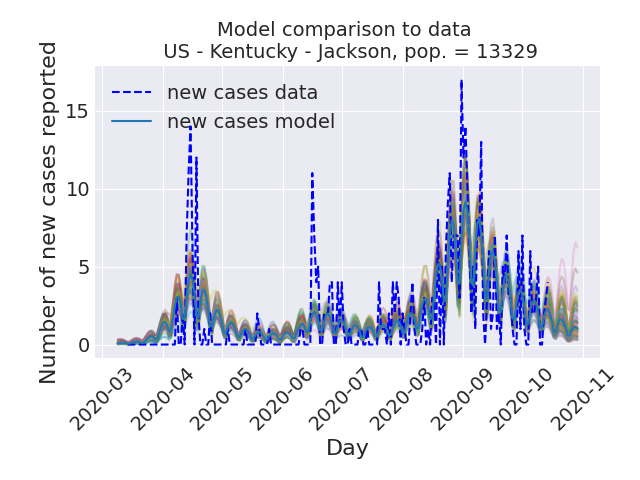 Model comparison to data
US - Kentucky - Jackson, pop. = 13329
Number of new cases reported
new cases data
new cases model
15
10
5
0
2020-03
2020-04
2020-05
2020-06
2020-07
2020-08
2020-09
2020-10
2020-11
Day